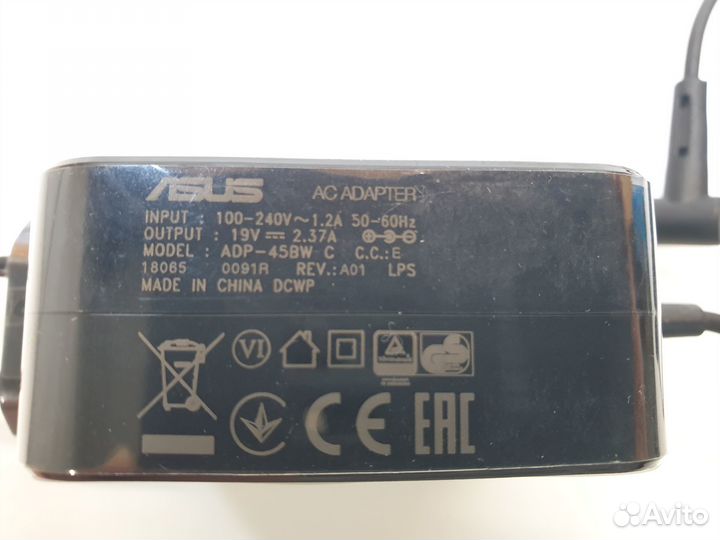 ASUS AC ADAPTER
INPUT : 100-240V~1.2A 50-60Hz
OUTPUT : 19V⎓ 2.37A
MODEL : ADP-45BW C C.C.:E
18065 0091R REV.:A01 LPS
MADE IN CHINA DCWP
VI
CE EAC
Avito